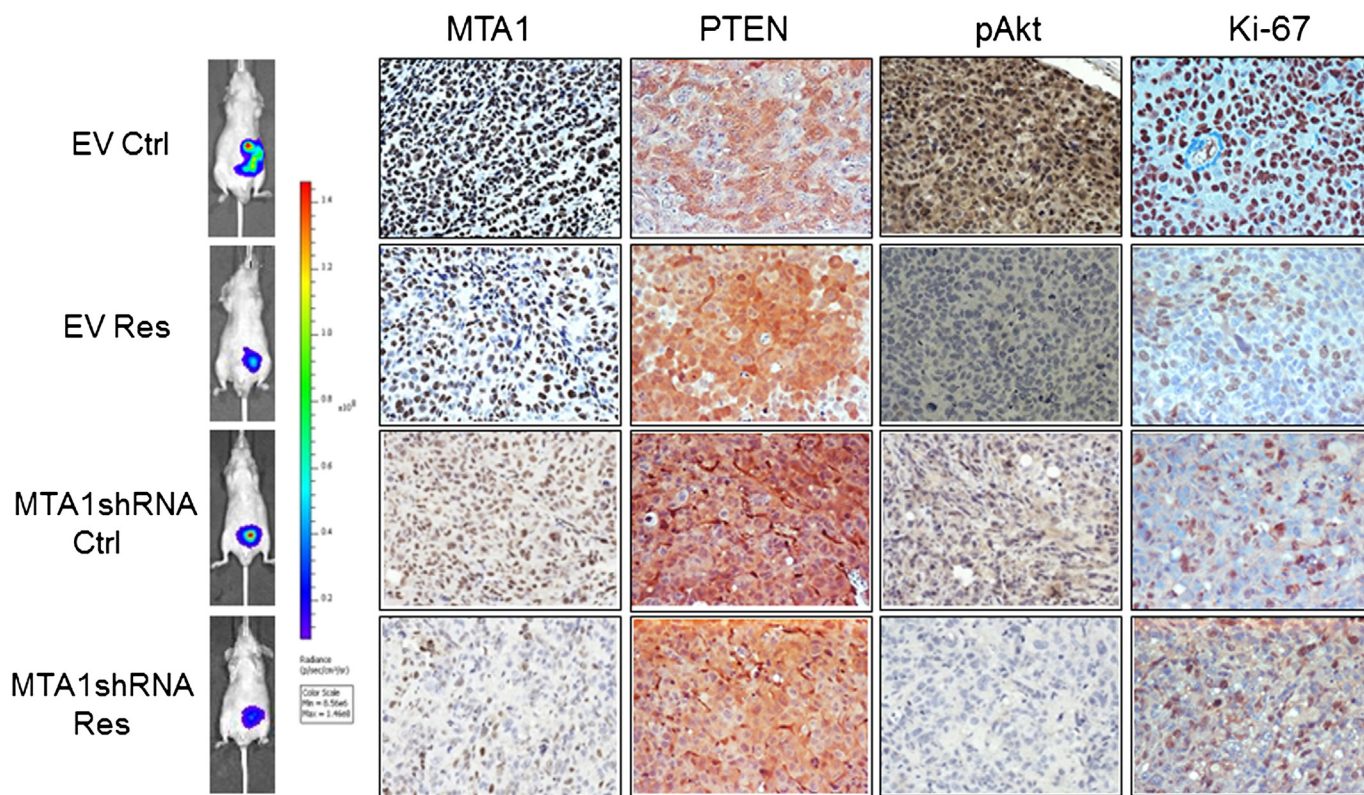 MTA1 PTEN pAkt Ki-67
EV Ctrl
EV Res
MTA1shRNA
Ctrl
MTA1shRNA
Res
1.4
1.2
1.0
0.8
x10⁸
0.6
0.4
0.2
Radiance
(p/sec/cm²/sr)
Color Scale
Min = 8.56e6
Max = 1.46e8